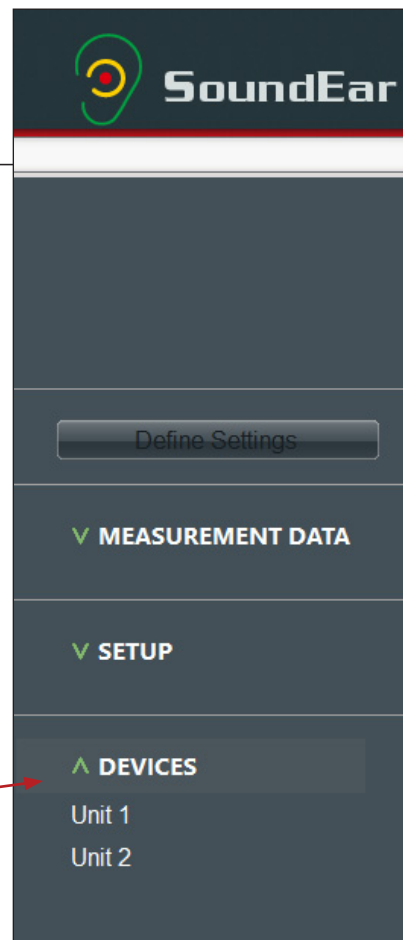 SoundEar
Define Settings
MEASUREMENT DATA
SETUP
DEVICES
Unit 1
Unit 2